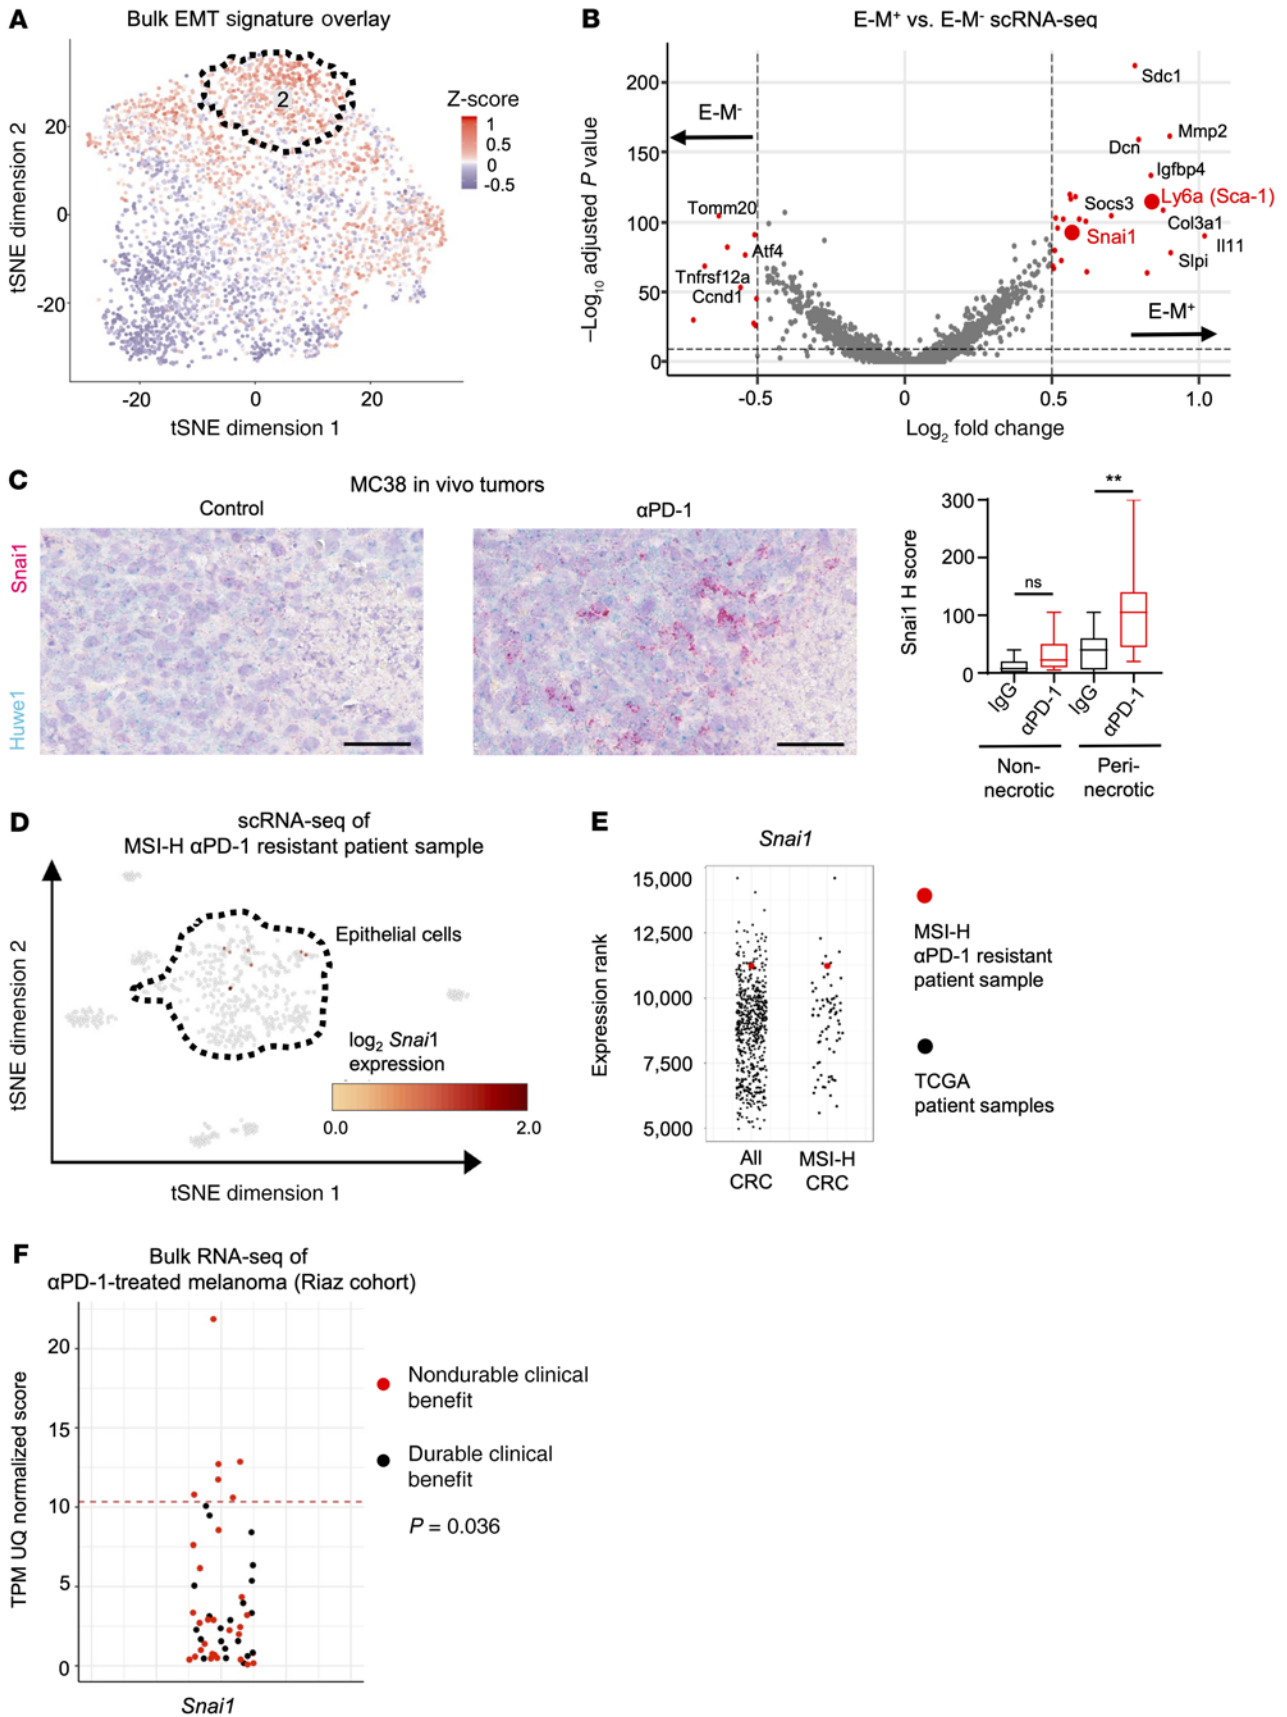 A
Bulk EMT signature overlay
2
Z-score
1
0.5
0
-0.5
20
0
-20
tSNE dimension 2
-20
0
20
tSNE dimension 1
B
E-M⁺ vs. E-M⁻ scRNA-seq
200
150
100
50
0
–Log₁₀ adjusted P value
E-M⁻
Sdc1
Mmp2
Dcn
Igfbp4
Ly6a (Sca-1)
Socs3
Col3a1
Snai1
Il11
Slpi
Tomm20
Atf4
Tnfrsf12a
Ccnd1
E-M⁺
-0.5
0
0.5
1.0
Log₂ fold change
C
MC38 in vivo tumors
Control
αPD-1
Snai1
Huwe1
Snai1 H score
300
200
100
0
ns
**
IgG
αPD-1
IgG
αPD-1
Non-
necrotic
Peri-
necrotic
D
scRNA-seq of
MSI-H αPD-1 resistant patient sample
Epithelial cells
log₂ Snai1
expression
0.0
2.0
tSNE dimension 2
tSNE dimension 1
E
Snai1
15,000
12,500
10,000
7,500
5,000
Expression rank
All
CRC
MSI-H
CRC
MSI-H
αPD-1 resistant
patient sample
TCGA
patient samples
F
Bulk RNA-seq of
αPD-1-treated melanoma (Riaz cohort)
20
15
10
5
0
TPM UQ normalized score
Snai1
Nondurable clinical
benefit
Durable clinical
benefit
P = 0.036